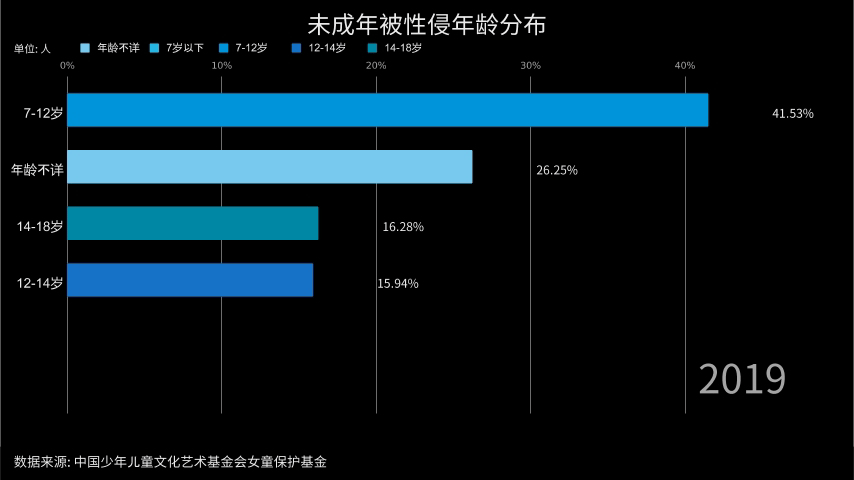 未成年被性侵年龄分布
单位: 人 年龄不详 7岁以下 7-12岁 12-14岁 14-18岁
0% 10% 20% 30% 40%
7-12岁 41.53%
年龄不详 26.25%
14-18岁 16.28%
12-14岁 15.94%
2019
数据来源: 中国少年儿童文化艺术基金会女童保护基金